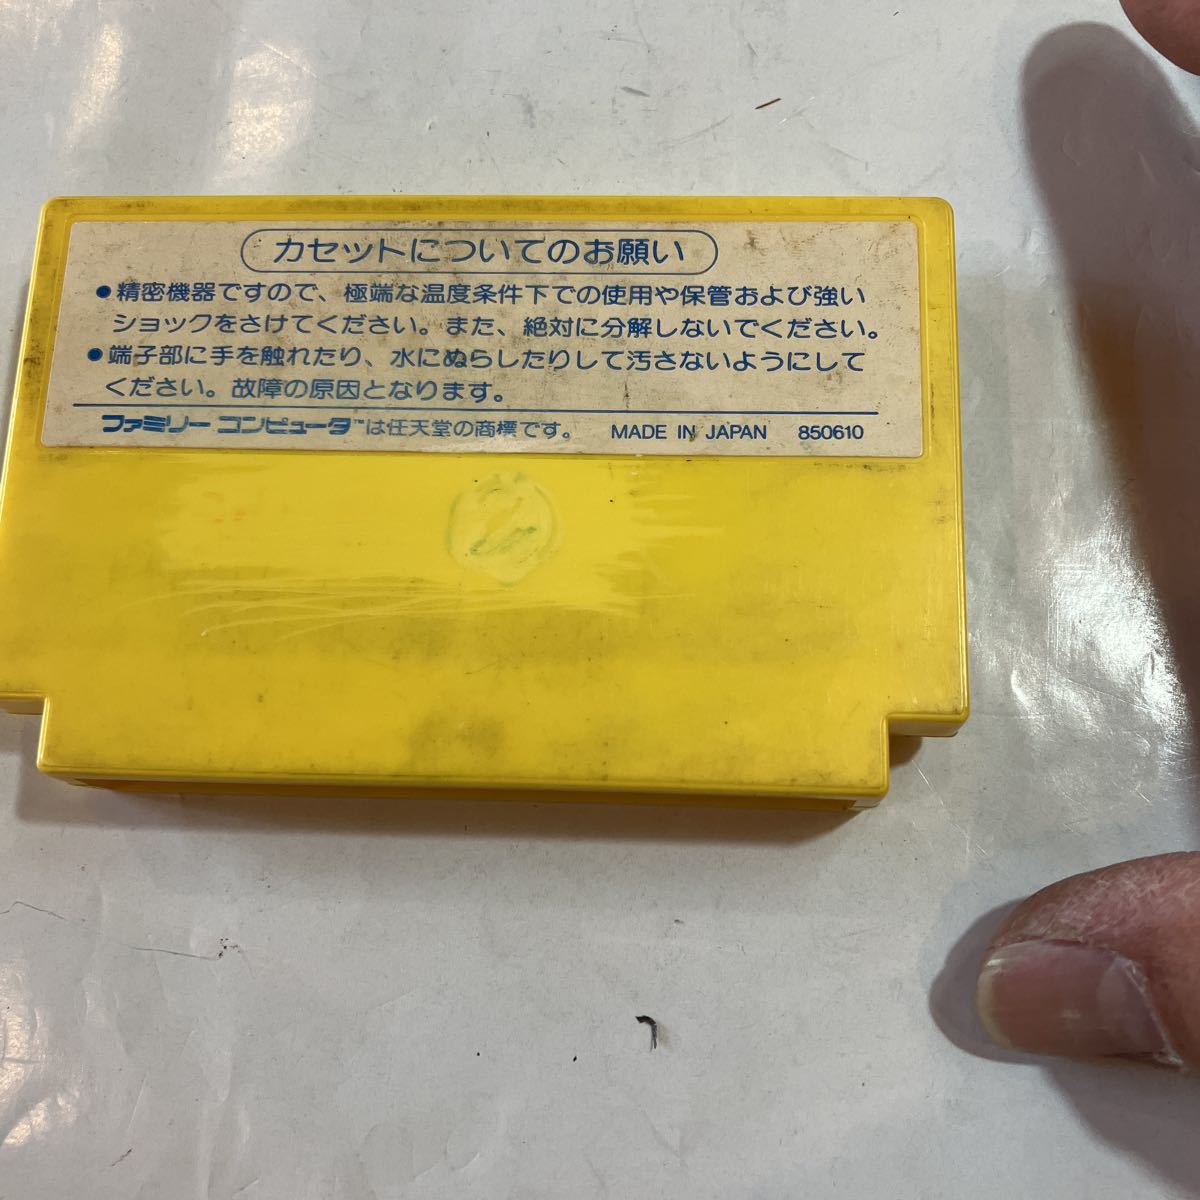 カセットについてのお願い
●精密機器ですので、極端な温度条件下での使用や保管および強い
ショックをさけてください。また、絶対に分解しないでください。
●端子部に手を触れたり、水にぬらしたりして汚さないようにして
ください。故障の原因となります。
ファミリーコンピュータ™は任天堂の商標です。 MADE IN JAPAN 850610